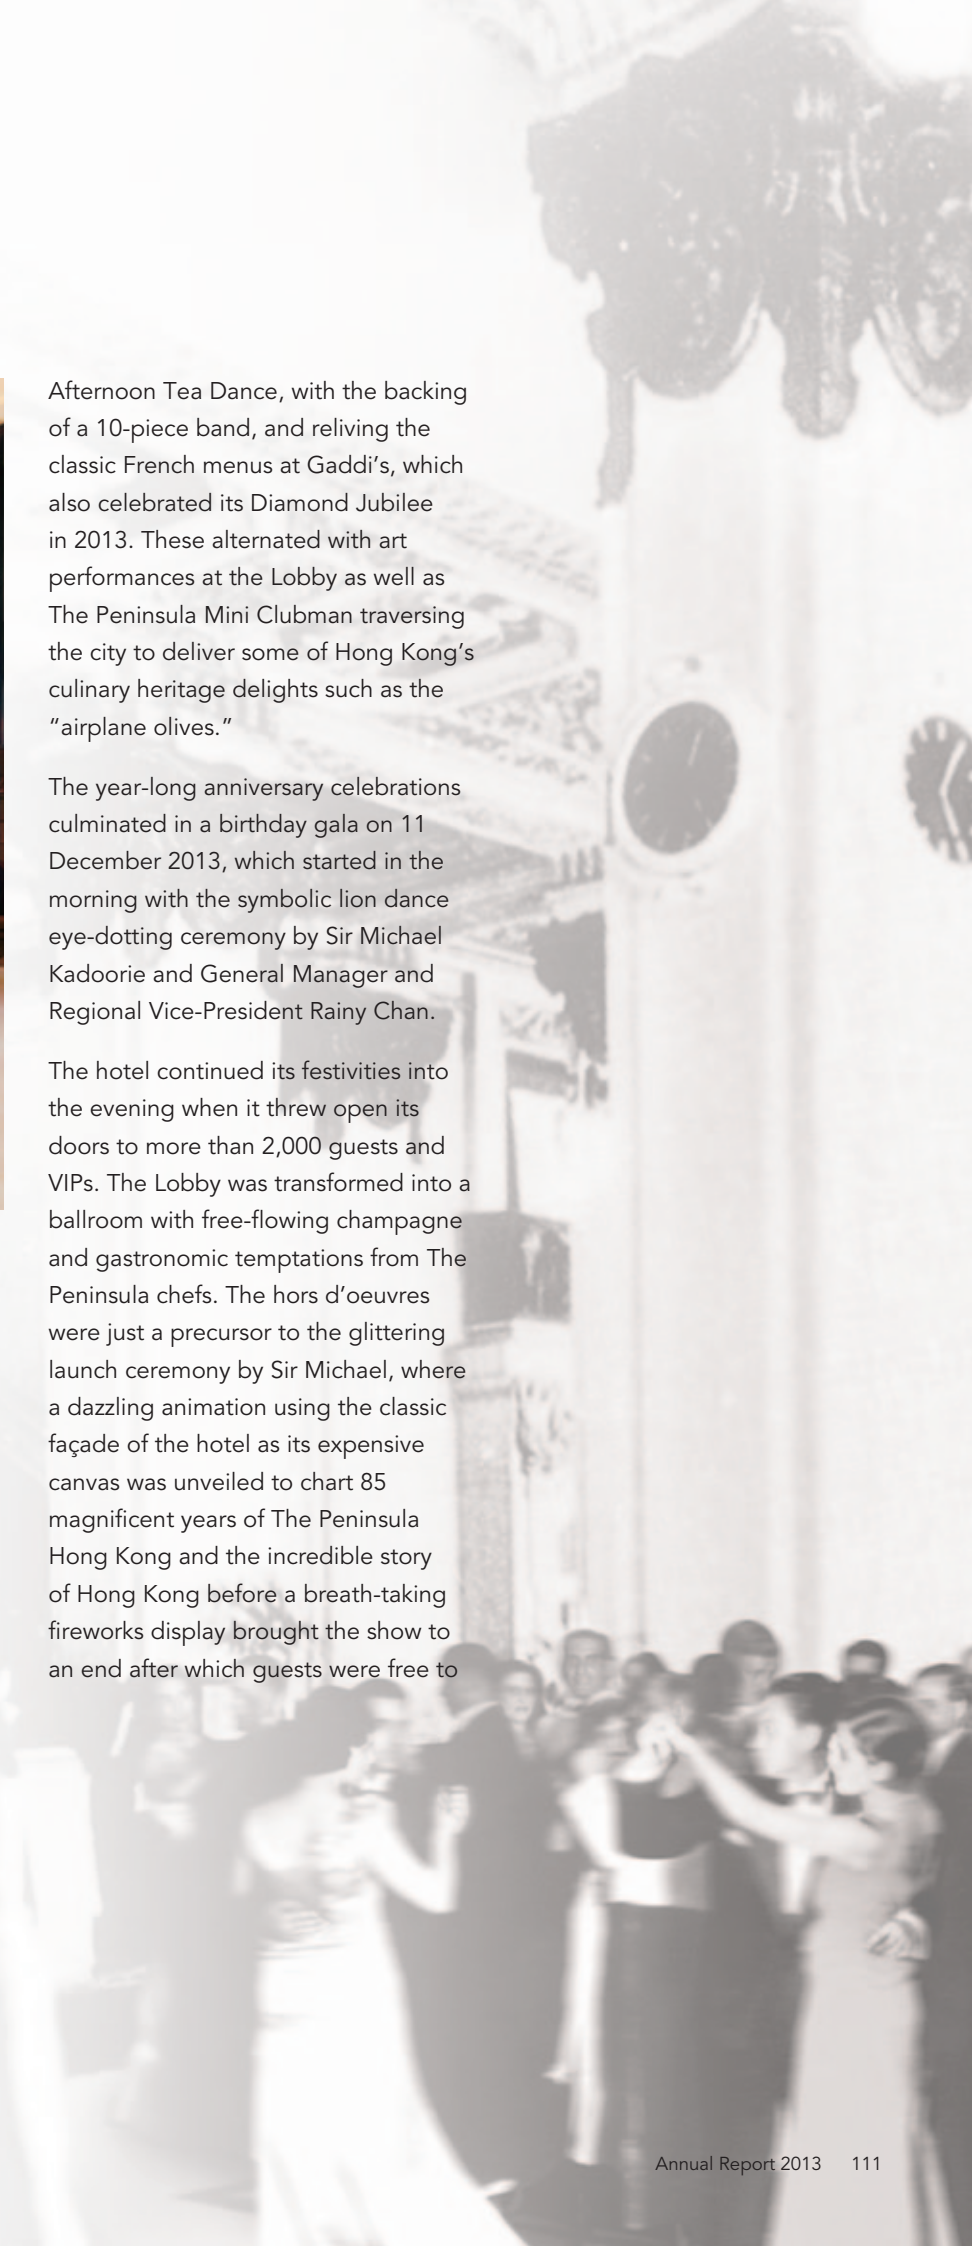 Afternoon Tea Dance, with the backing
of a 10-piece band, and reliving the
classic French menus at Gaddi’s, which
also celebrated its Diamond Jubilee
in 2013. These alternated with art
performances at the Lobby as well as
The Peninsula Mini Clubman traversing
the city to deliver some of Hong Kong’s
culinary heritage delights such as the
“airplane olives.”
The year-long anniversary celebrations
culminated in a birthday gala on 11
December 2013, which started in the
morning with the symbolic lion dance
eye-dotting ceremony by Sir Michael
Kadoorie and General Manager and
Regional Vice-President Rainy Chan.
The hotel continued its festivities into
the evening when it threw open its
doors to more than 2,000 guests and
VIPs. The Lobby was transformed into a
ballroom with free-flowing champagne
and gastronomic temptations from The
Peninsula chefs. The hors d’oeuvres
were just a precursor to the glittering
launch ceremony by Sir Michael, where
a dazzling animation using the classic
façade of the hotel as its expensive
canvas was unveiled to chart 85
magnificent years of The Peninsula
Hong Kong and the incredible story
of Hong Kong before a breath-taking
fireworks display brought the show to
an end after which guests were free to
Annual Report 2013 111